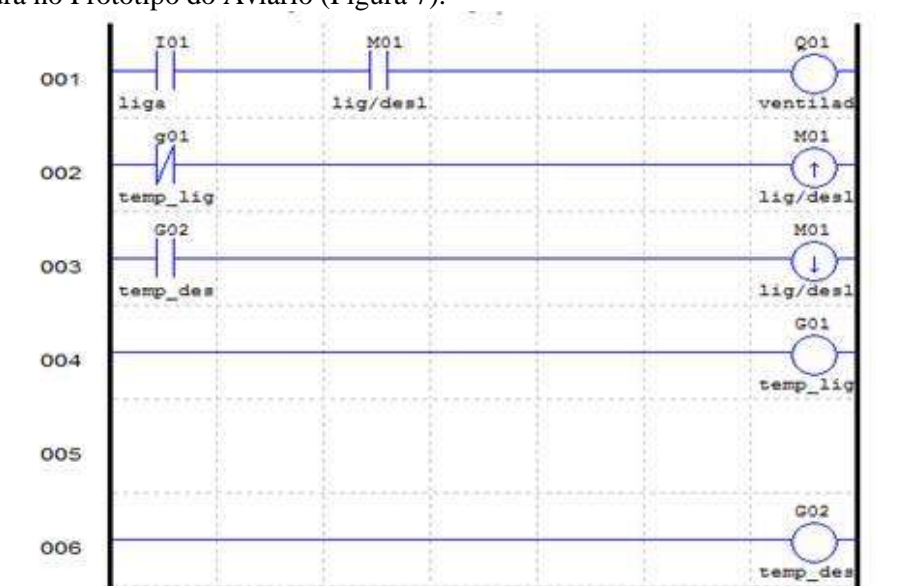 no Protótipo do Aviário (Figura 7).
I01 M01 Q01
001
liga lig/desl ventilad
g01 M01
002
temp_lig lig/desl
G02 M01
003
temp_des lig/desl
G01
004
temp_lig
005
G02
006
temp_des